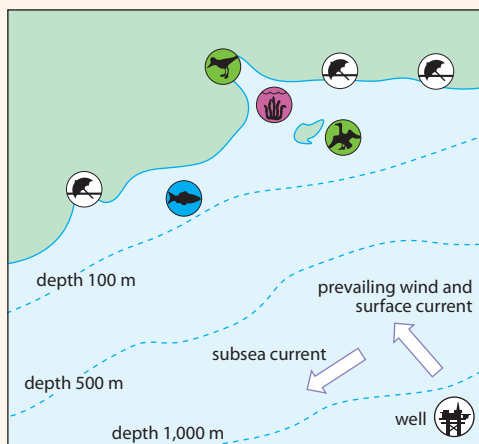 depth 100 m
prevailing wind and
surface current
subsea current
depth 500 m
well
depth 1,000 m